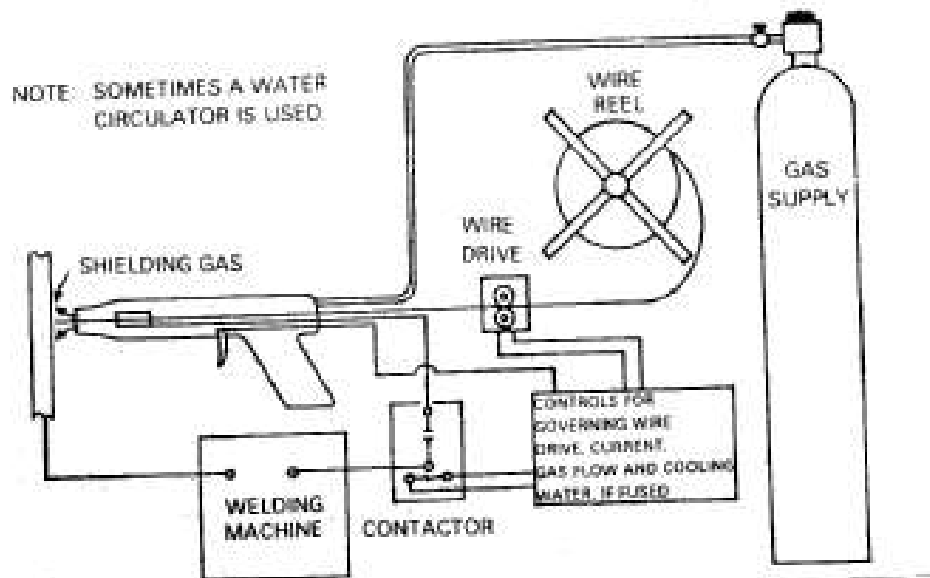 NOTE: SOMETIMES A WATER
CIRCULATOR IS USED.
WIRE
REEL
GAS
SUPPLY
WIRE
DRIVE
SHIELDING GAS
CONTROLS FOR
GOVERNING WIRE
DRIVE, CURRENT,
GAS FLOW AND COOLING
WATER, IF FUSED
WELDING
MACHINE
CONTACTOR